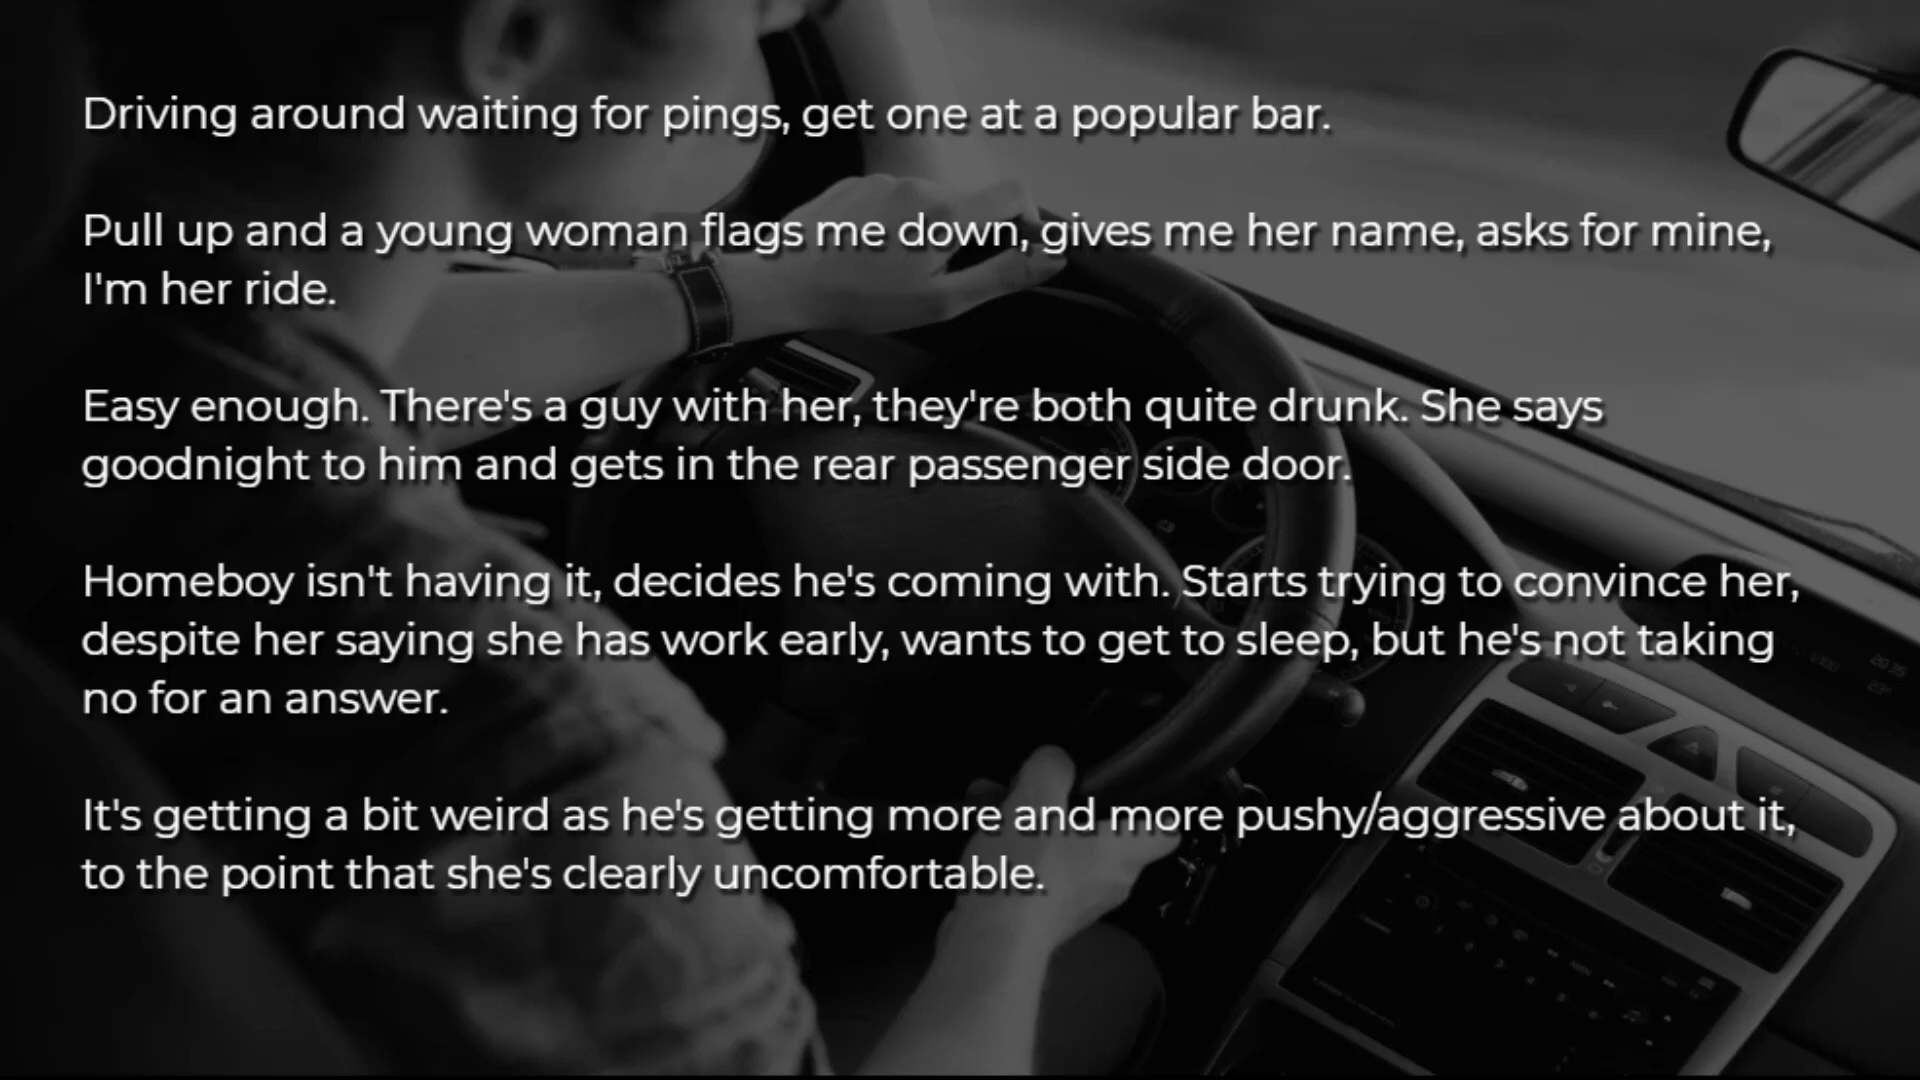 Driving around waiting for pings, get one at a popular bar.
Pull up and a young woman flags me down, gives me her name, asks for mine,
I'm her ride.
Easy enough. There's a guy with her, they're both quite drunk. She says
goodnight to him and gets in the rear passenger side door.
Homeboy isn't having it, decides he's coming with. Starts trying to convince her,
despite her saying she has work early, wants to get to sleep, but he's not taking
no for an answer.
It's getting a bit weird as he's getting more and more pushy/aggressive about it,
to the point that she's clearly uncomfortable.